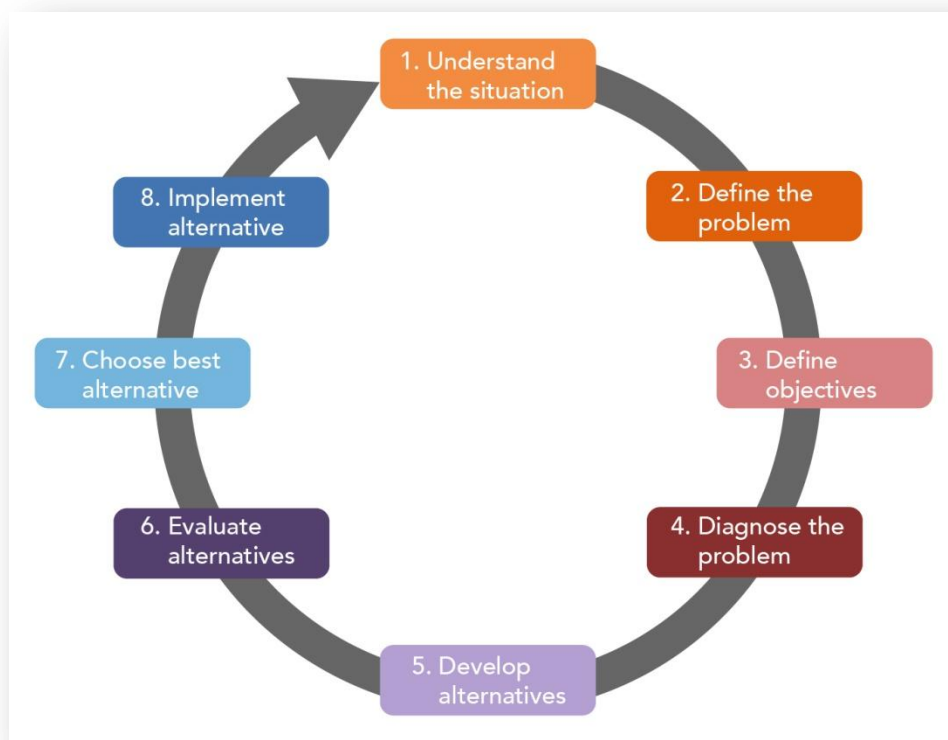 1. Understand
the situation
2. Define the
problem
3. Define
objectives
4. Diagnose the
problem
5. Develop
alternatives
6. Evaluate
alternatives
7. Choose best
alternative
8. Implement
alternative